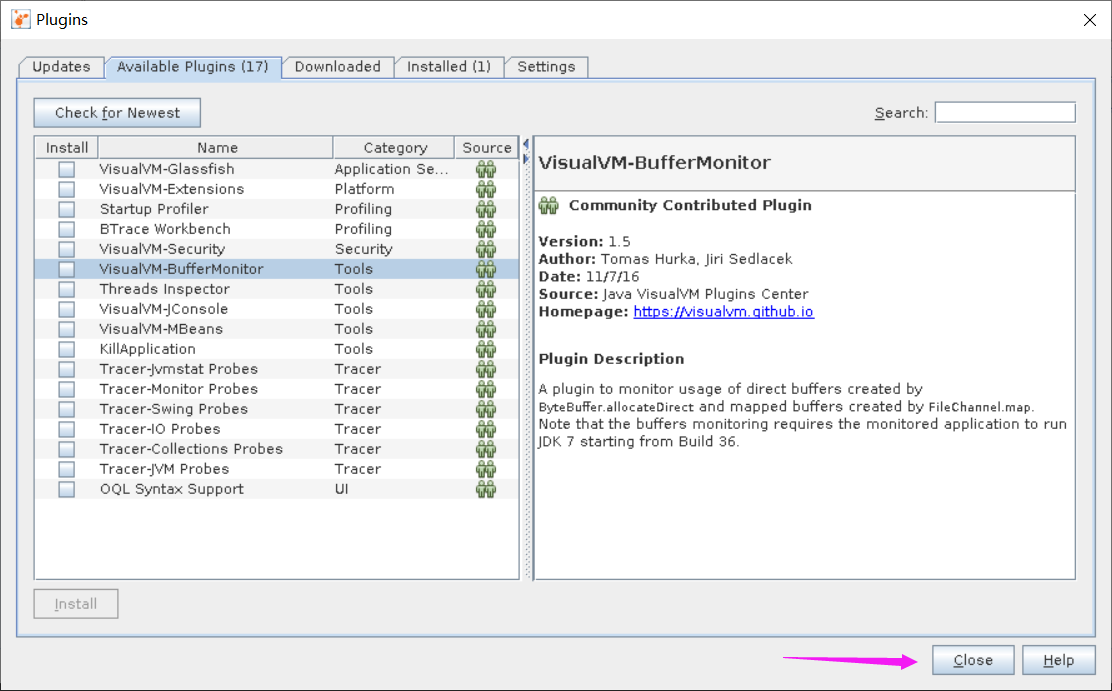 Plugins
Updates
Available Plugins (17)
Downloaded
Installed (1)
Settings
Check for Newest
Search:
Install Name Category Source
VisualVM-Glassfish Application Se...
VisualVM-Extensions Platform
Startup Profiler Profiling
BTrace Workbench Profiling
VisualVM-Security Security
VisualVM-BufferMonitor Tools
Threads Inspector Tools
VisualVM-JConsole Tools
VisualVM-MBeans Tools
KillApplication Tools
Tracer-Jvmstat Probes Tracer
Tracer-Monitor Probes Tracer
Tracer-Swing Probes Tracer
Tracer-IO Probes Tracer
Tracer-Collections Probes Tracer
Tracer-JVM Probes Tracer
OQL Syntax Support UI
VisualVM-BufferMonitor
Community Contributed Plugin
Version: 1.5
Author: Tomas Hurka, Jiri Sedlacek
Date: 11/7/16
Source: Java VisualVM Plugins Center
Homepage: https://visualvm.github.io
Plugin Description
A plugin to monitor usage of direct buffers created by
ByteBuffer.allocateDirect and mapped buffers created by FileChannel.map.
Note that the buffers monitoring requires the monitored application to run
JDK 7 starting from Build 36.
Install
Close
Help